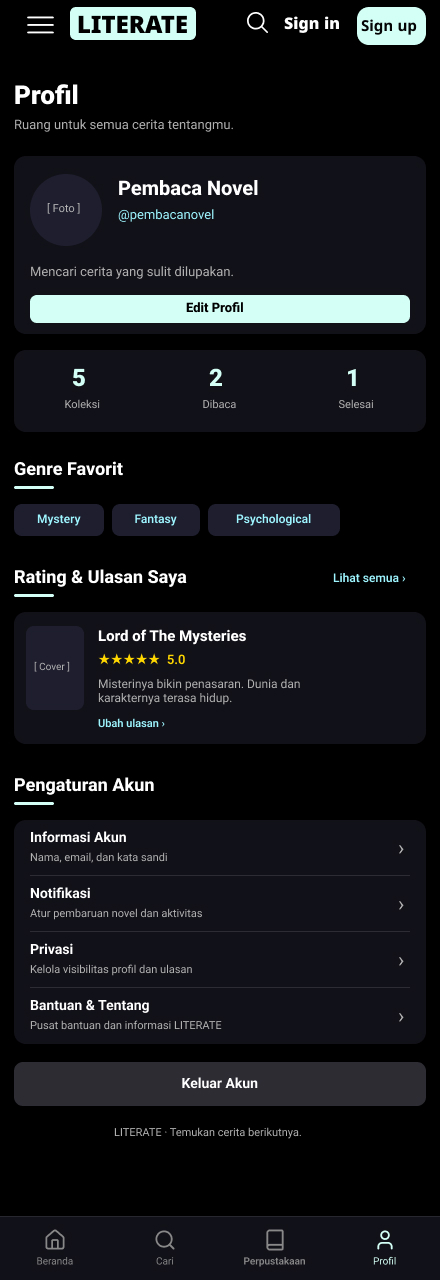 LITERATE
Sign in
Sign up
Profil
Ruang untuk semua cerita tentangmu.
[ Foto ]
Pembaca Novel
@pembacanovel
Mencari cerita yang sulit dilupakan.
Edit Profil
5
2
1
Koleksi
Dibaca
Selesai
Genre Favorit
Mystery
Fantasy
Psychological
Rating & Ulasan Saya
Lihat semua ›
[ Cover ]
Lord of The Mysteries
★★★★★ 5.0
Misterinya bikin penasaran. Dunia dan
karakternya terasa hidup.
Ubah ulasan ›
Pengaturan Akun
Informasi Akun
Nama, email, dan kata sandi
›
Notifikasi
Atur pembaruan novel dan aktivitas
›
Privasi
Kelola visibilitas profil dan ulasan
›
Bantuan & Tentang
Pusat bantuan dan informasi LITERATE
›
Keluar Akun
LITERATE · Temukan cerita berikutnya.
Beranda
Cari
Perpustakaan
Profil